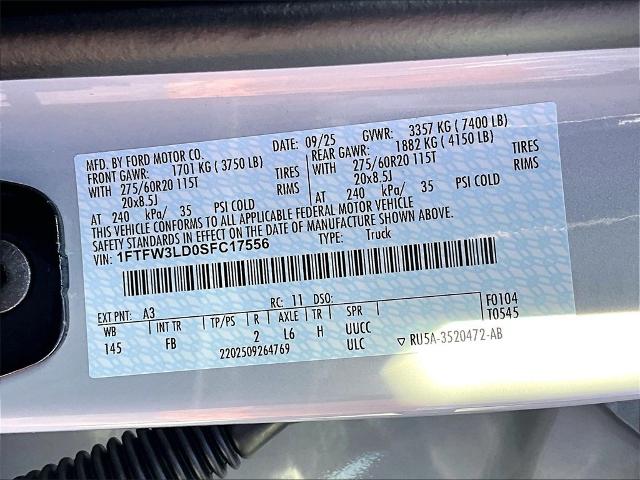 MFD. BY FORD MOTOR CO. DATE: 09/25 GVWR: 3357 KG ( 7400 LB)
FRONT GAWR: 1701 KG ( 3750 LB) REAR GAWR: 1882 KG ( 4150 LB)
WITH 275/60R20 115T TIRES WITH 275/60R20 115T TIRES
20x8.5J RIMS 20x8.5J RIMS
AT 240 kPa/ 35 PSI COLD AT 240 kPa/ 35 PSI COLD
THIS VEHICLE CONFORMS TO ALL APPLICABLE FEDERAL MOTOR VEHICLE
SAFETY STANDARDS IN EFFECT ON THE DATE OF MANUFACTURE SHOWN ABOVE.
VIN: 1FTFW3LD0SFC17556 TYPE: Truck
EXT PNT: A3 RC: 11 DSO:
WB INT TR TP/PS R AXLE TR SPR F0104
145 FB 2 L6 H UUCC T0545
2202509264769 ULC RU5A-3520472-AB